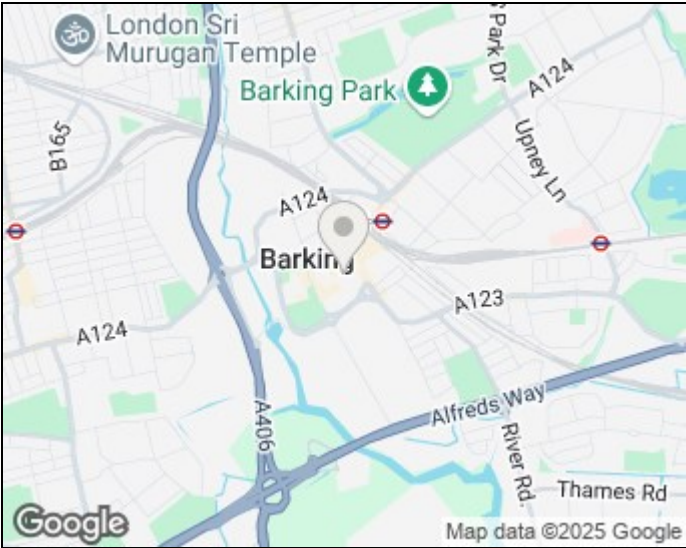 London Sri
Murugan Temple
S Park Dr
A124
Barking Park
B165
Upney Ln
A124
Barking
A123
A124
Alfreds Way
A406
River Rd.
Thames Rd
Google
Map data ©2025 Google